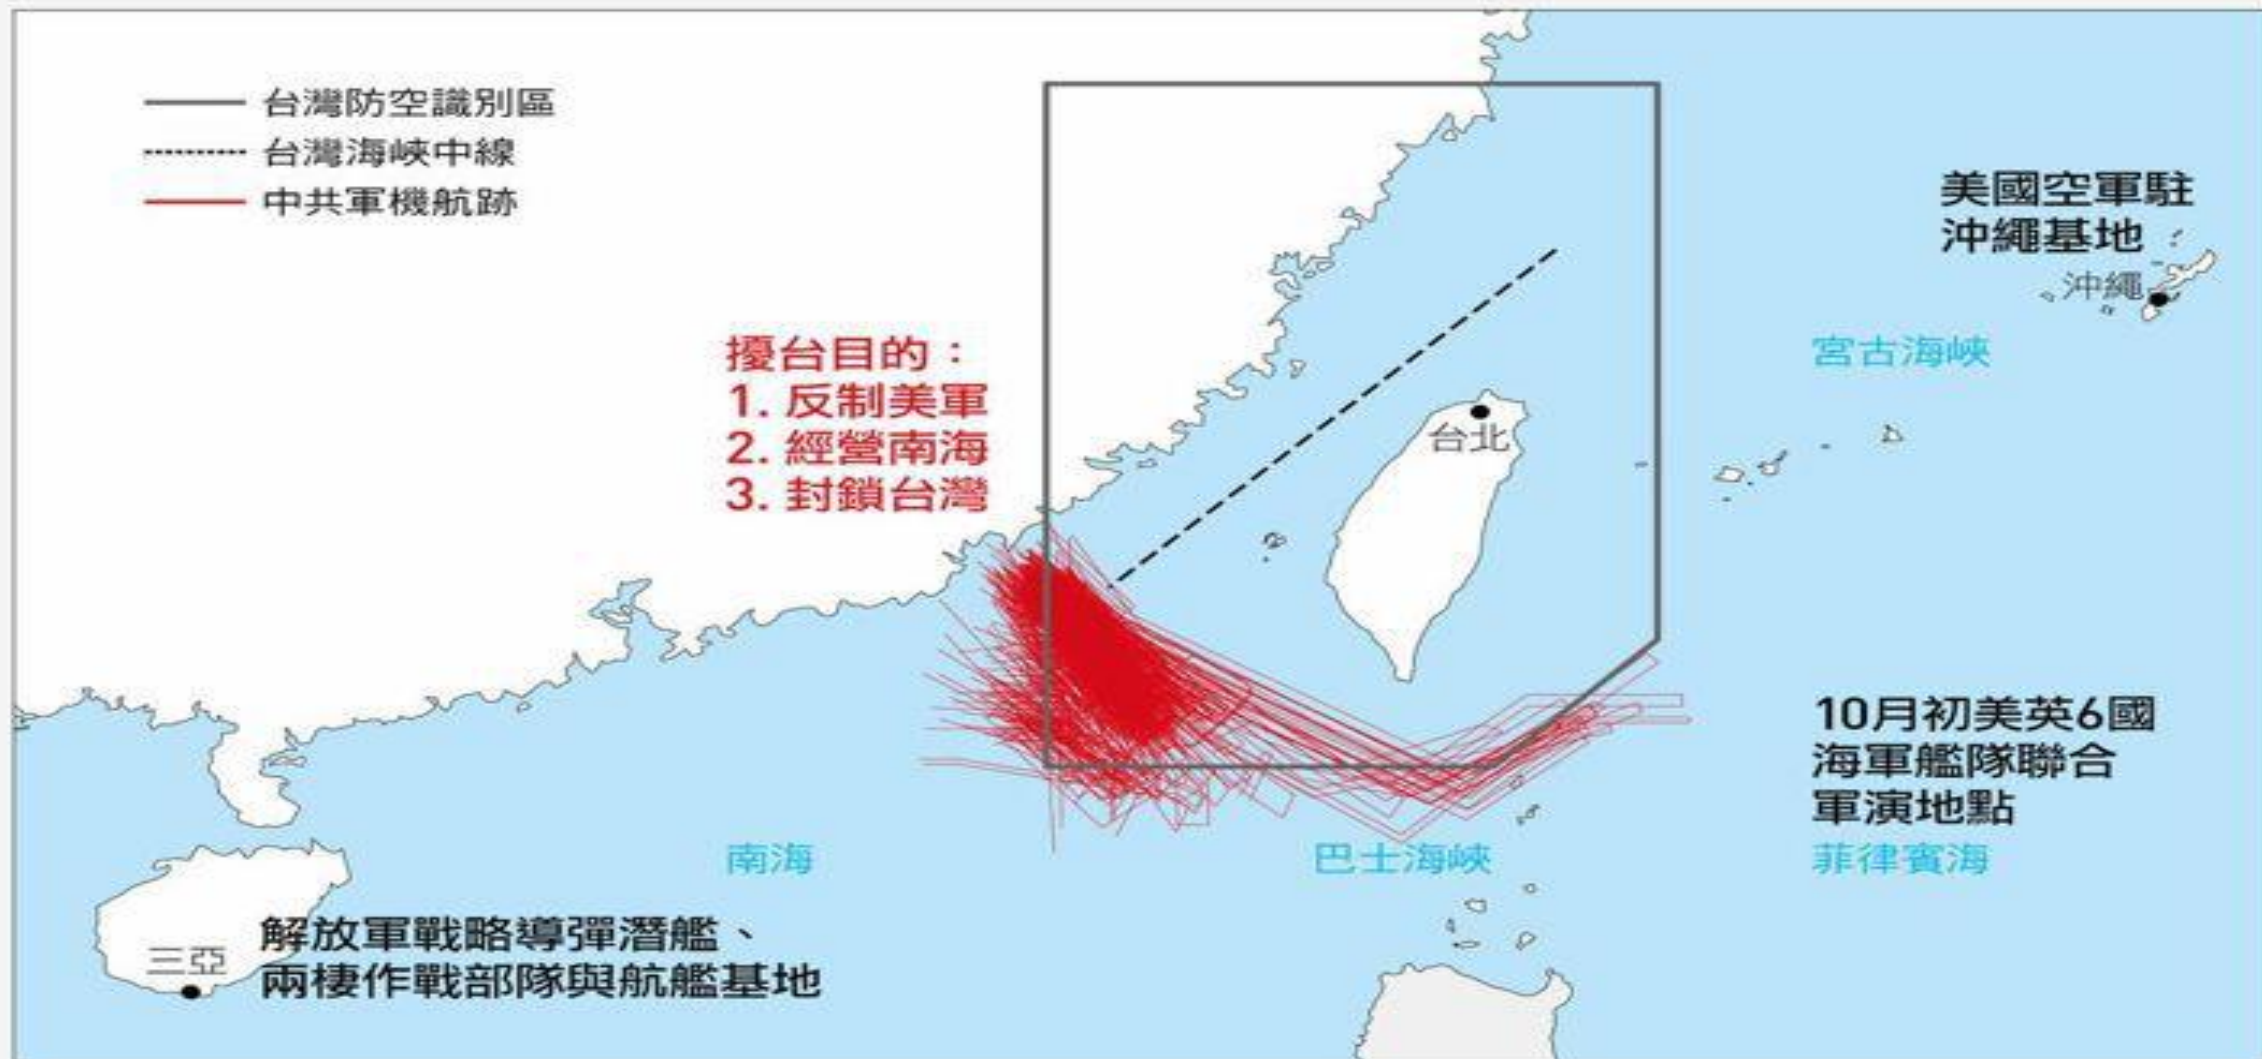 台灣防空識別區
台灣海峽中線
中共軍機航跡
美國空軍駐
沖繩基地
沖繩
宮古海峽
擾台目的：
1. 反制美軍
2. 經營南海
3. 封鎖台灣
台北
10月初美英6國
海軍艦隊聯合
軍演地點
菲律賓海
南海
巴士海峽
三亞
解放軍戰略導彈潛艦、
兩棲作戰部隊與航艦基地